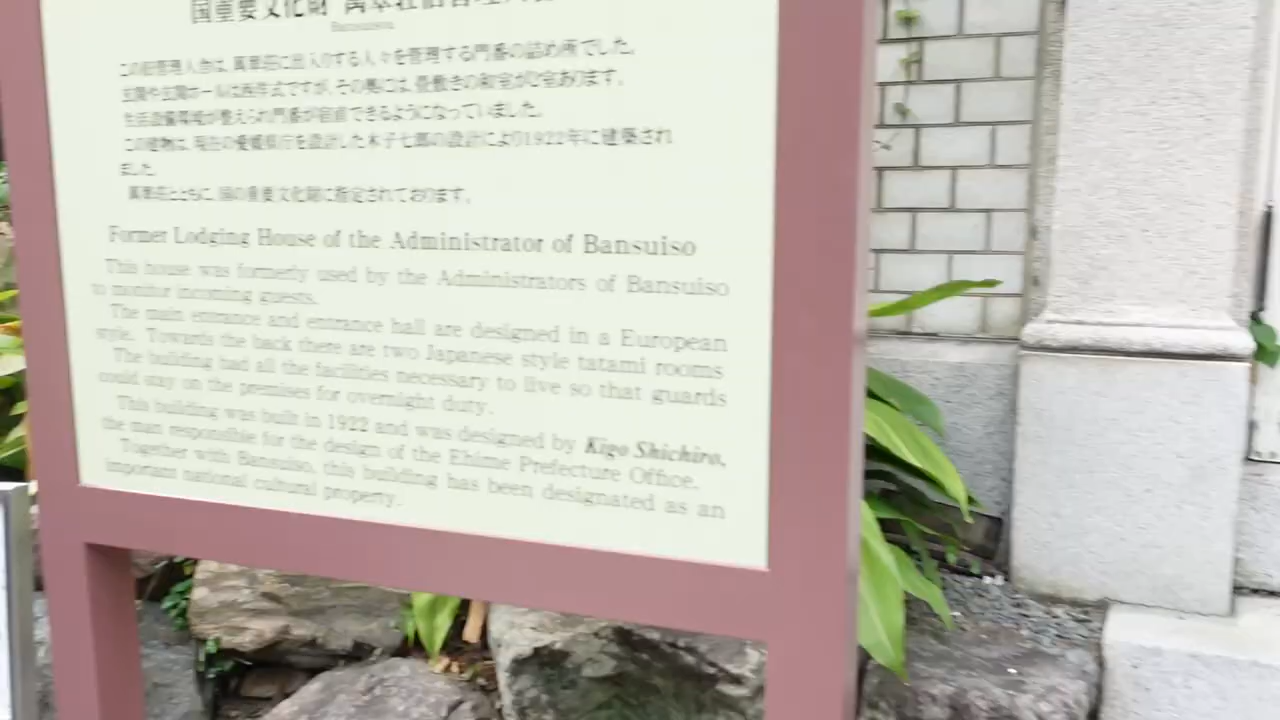 国重要文化財 萬翠荘旧管理人舎
Bansuisou
この旧管理人舎は、萬翠荘に出入りする人々を管理する門番の詰め所でした。
玄関や玄関ホールは西洋式ですが、その奥には、畳敷きの和室が2室あります。
生活設備環境が整えられ門番が宿直できるようになっていました。
この建物は、現在の愛媛県庁を設計した木子七郎の設計により1922年に建築され
ました。
萬翠荘とともに、国の重要文化財に指定されております。
Former Lodging House of the Administrator of Bansuiso
This house was formerly used by the Administrators of Bansuiso
to monitor incoming guests.
The main entrance and entrance hall are designed in a European
style. Towards the back there are two Japanese style tatami rooms
The building had all the facilities necessary to live so that guards
could stay on the premises for overnight duty.
This building was built in 1922 and was designed by Kigo Shichiro,
the man responsible for the design of the Ehime Prefecture Office.
Together with Bansuiso, this building has been designated as an
important national cultural property.